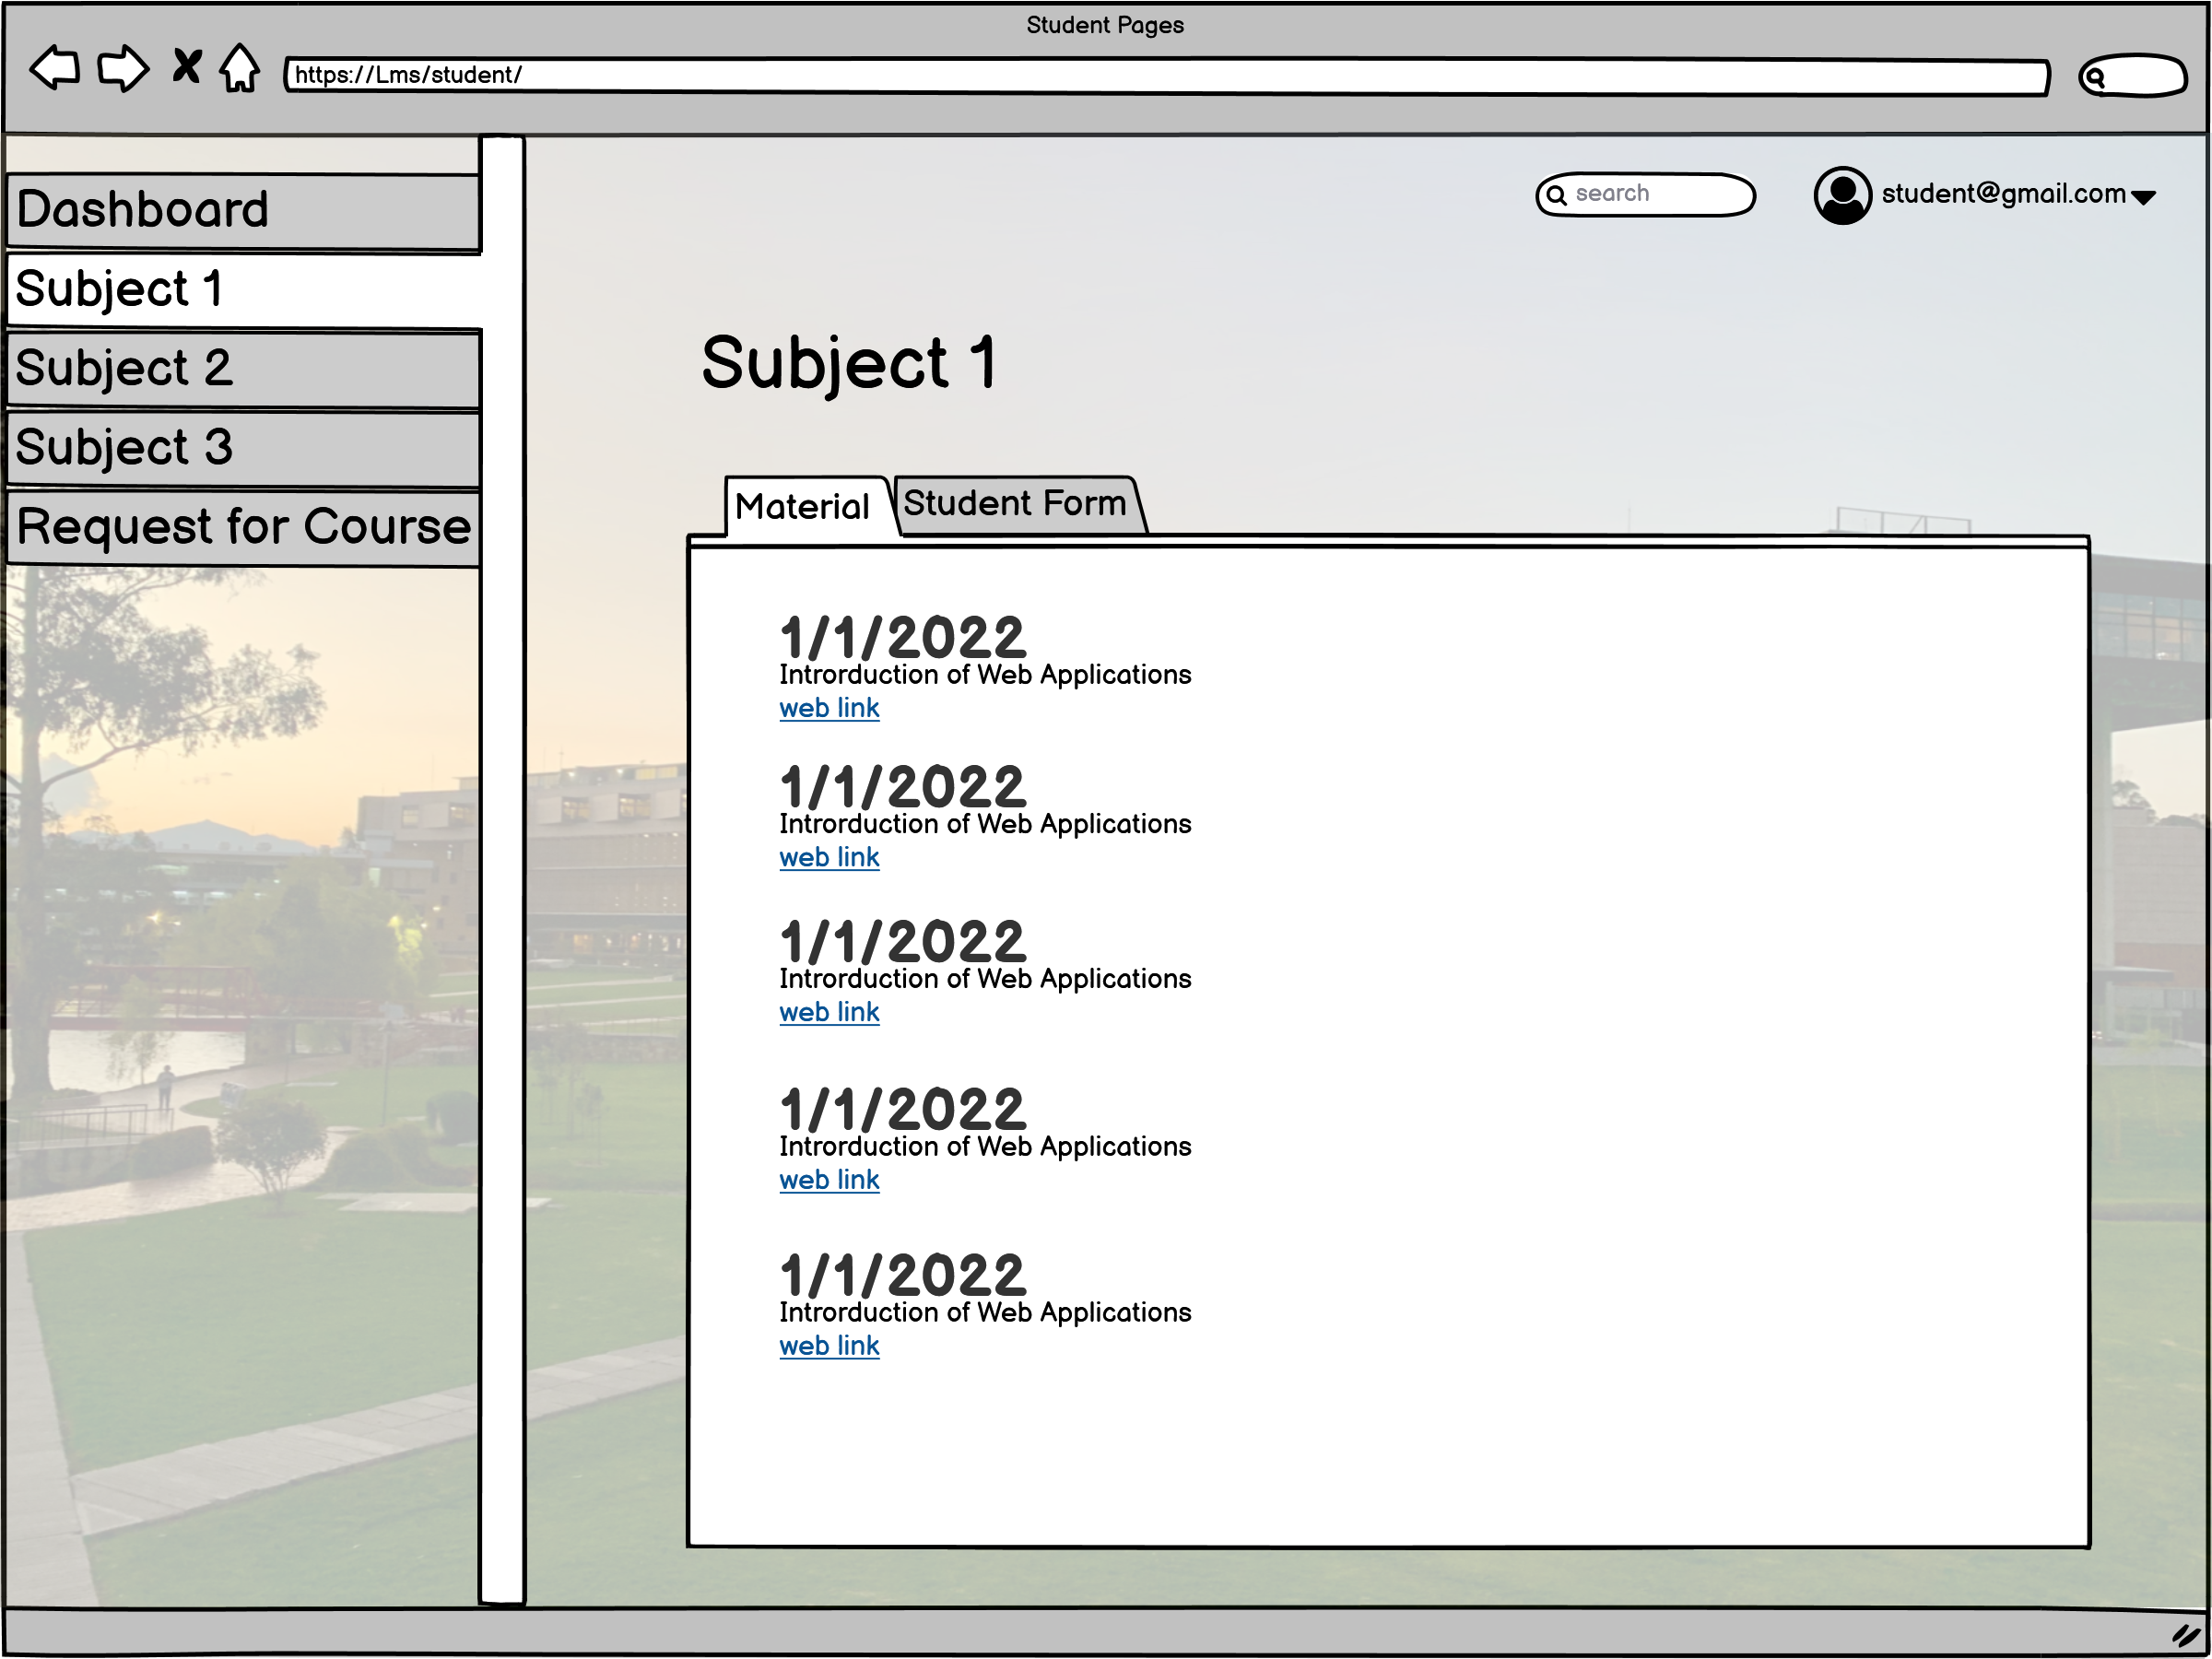 Student Pages
https://Lms/student/
search
student@gmail.com
Dashboard
Subject 1
Subject 2
Subject 3
Request for Course
Subject 1
Material
Student Form
1/1/2022
Introrduction of Web Applications
web link
1/1/2022
Introrduction of Web Applications
web link
1/1/2022
Introrduction of Web Applications
web link
1/1/2022
Introrduction of Web Applications
web link
1/1/2022
Introrduction of Web Applications
web link